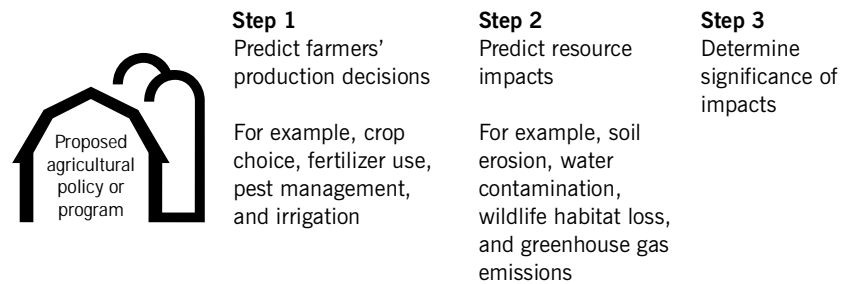 Proposed
agricultural
policy or
program
Step 1
Predict farmers’
production decisions
For example, crop
choice, fertilizer use,
pest management,
and irrigation
Step 2
Predict resource
impacts
For example, soil
erosion, water
contamination,
wildlife habitat loss,
and greenhouse gas
emissions
Step 3
Determine
significance of
impacts